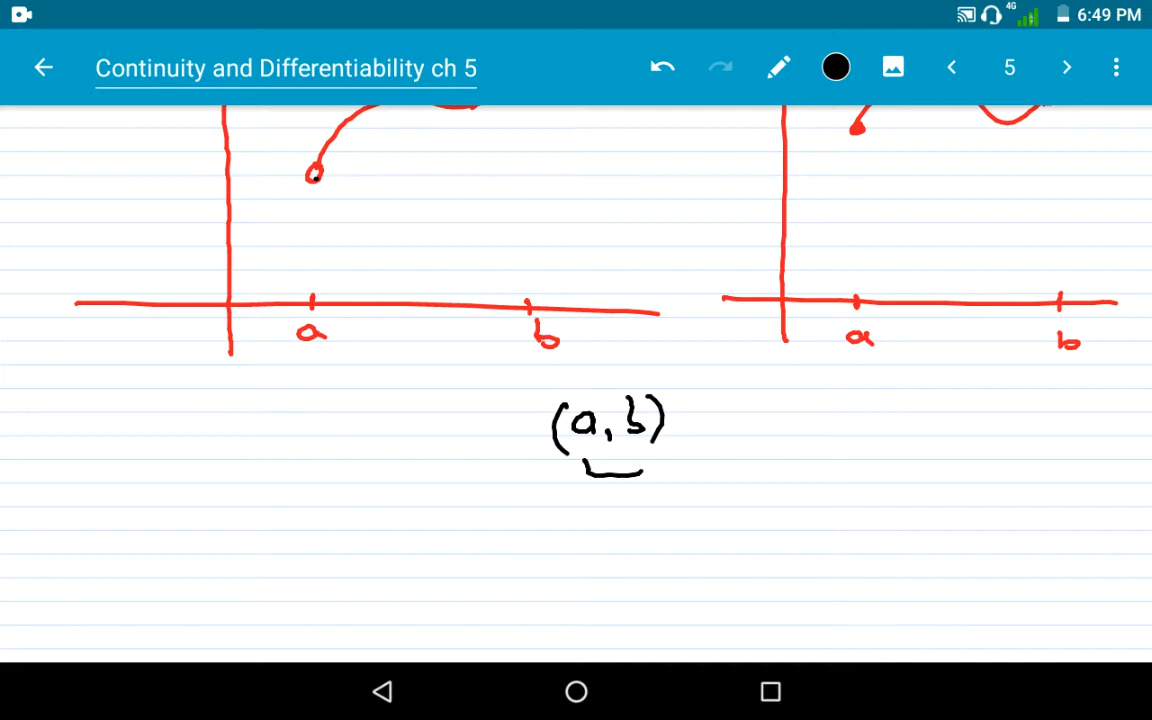 4G 6:49 PM
Continuity and Differentiability ch 5
5
a b
a b
(a, b)